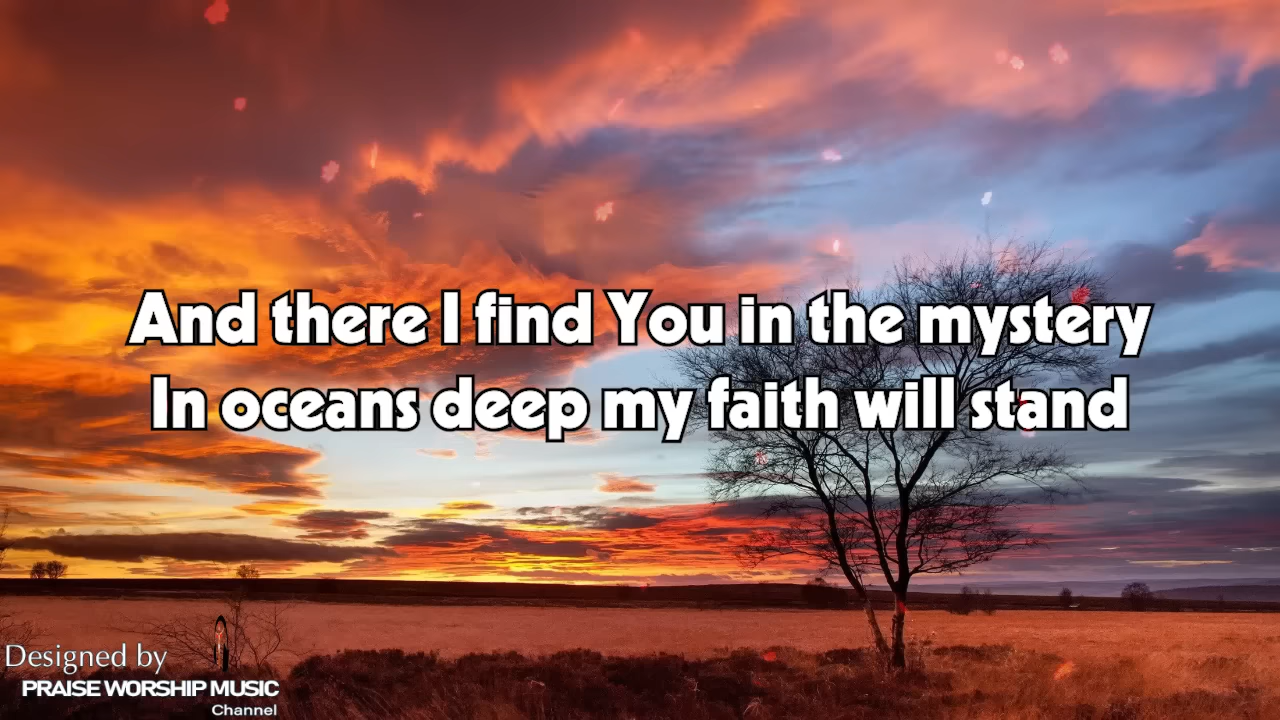 And there I find You in the mystery
In oceans deep my faith will stand
Designed by
PRAISE WORSHIP MUSIC
Channel